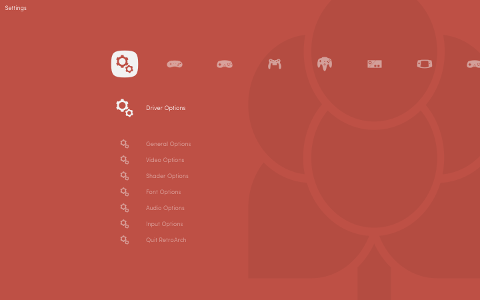 Settings
Driver Options
General Options
Video Options
Shader Options
Font Options
Audio Options
Input Options
Quit RetroArch